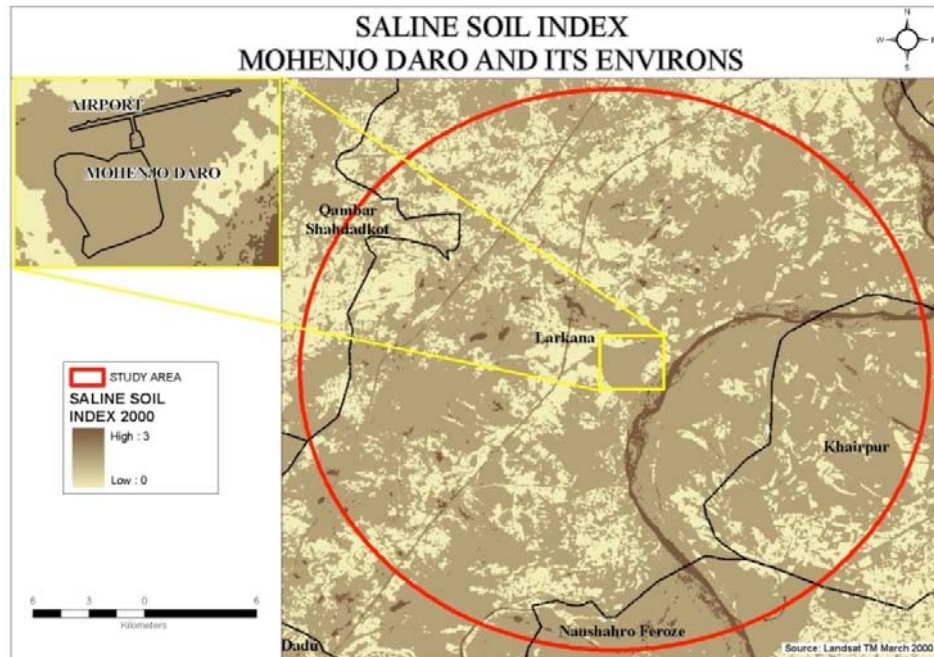 SALINE SOIL INDEX
MOHENJO DARO AND ITS ENVIRONS
N
W
E
S
AIRPORT
MOHENJO DARO
Qambar
Shahdadkot
Larkana
Khairpur
STUDY AREA
SALINE SOIL
INDEX 2000
High : 3
Low : 0
6 3 0 6
Kilometers
Naushahro Feroze
Dadu
Source: Landsat TM March 2000